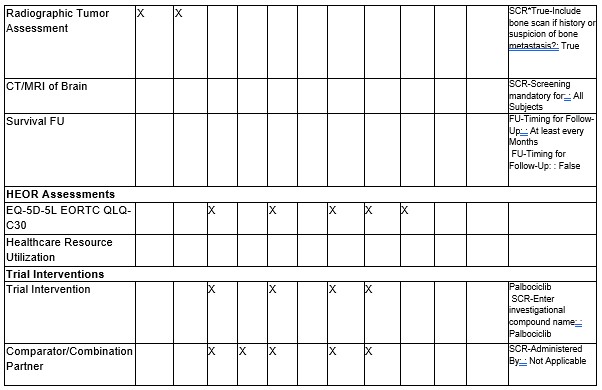 Radiographic Tumor X X SCR*True-Include
Assessment bone scan if history or
suspicion of bone
metastasis?: True
CT/MRI of Brain SCR-Screening
mandatory for:.: All
Subjects
Survival FU FU-Timing for Follow-
Up:.: At least every
Months
FU-Timing for
Follow-Up: : False
HEOR Assessments
EQ-5D-5L EORTC QLQ- X X X X X
C30
Healthcare Resource
Utilization
Trial Interventions
Trial Intervention X X X X Palbociclib
SCR-Enter
investigational
compound name:.:
Palbociclib
Comparator/Combination X X X X X SCR-Administered
Partner By:.: Not Applicable